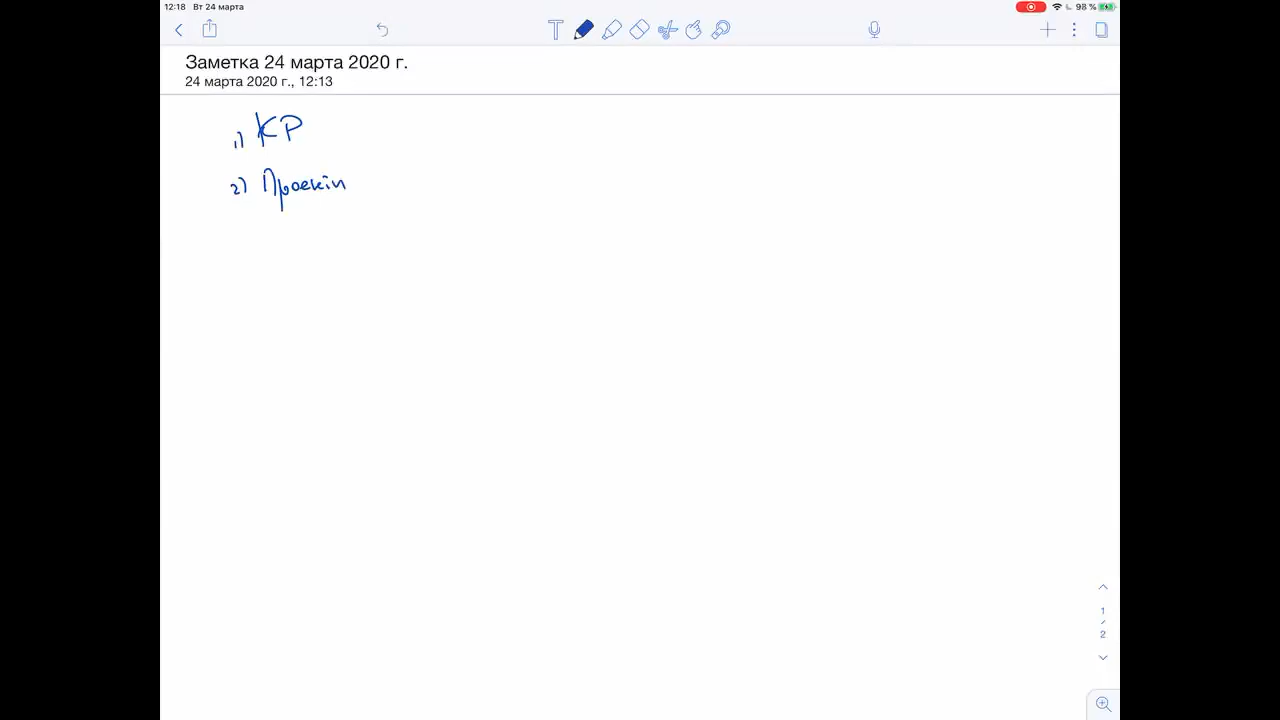 12:18 Вт 24 марта 98 %
Заметка 24 марта 2020 г.
24 марта 2020 г., 12:13
1) КР
2) Проект
1
2